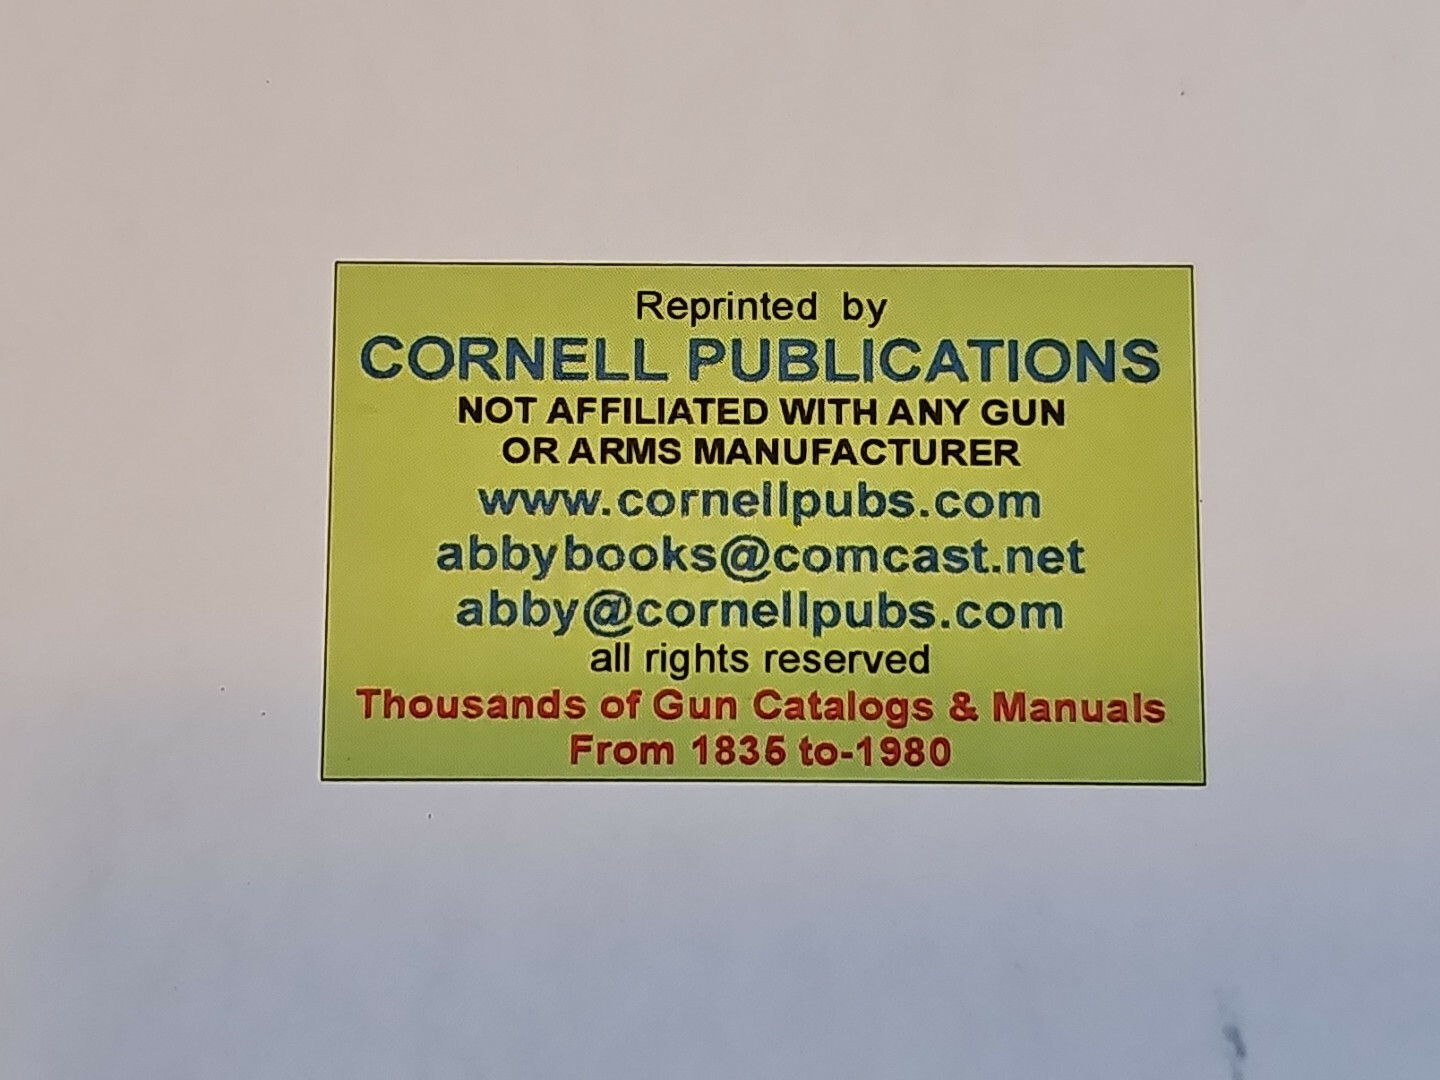 Reprinted by
CORNELL PUBLICATIONS
NOT AFFILIATED WITH ANY GUN
OR ARMS MANUFACTURER
www.cornellpubs.com
abbybooks@comcast.net
abby@cornellpubs.com
all rights reserved
Thousands of Gun Catalogs & Manuals
From 1835 to-1980